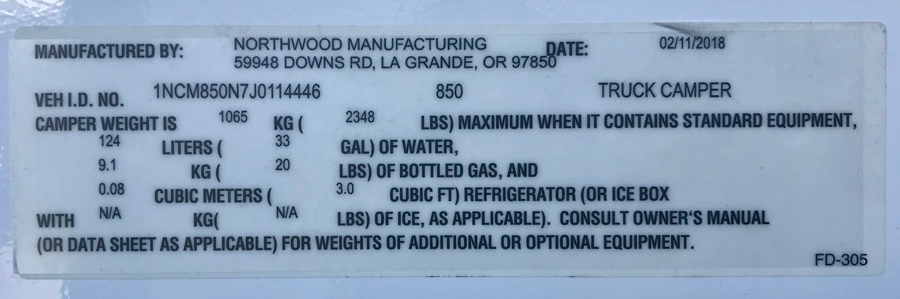 MANUFACTURED BY: NORTHWOOD MANUFACTURING DATE: 02/11/2018
59948 DOWNS RD, LA GRANDE, OR 97850
VEH I.D. NO. 1NCM850N7J0114446 850 TRUCK CAMPER
CAMPER WEIGHT IS 1065 KG ( 2348 LBS) MAXIMUM WHEN IT CONTAINS STANDARD EQUIPMENT,
124 LITERS ( 33 GAL) OF WATER,
9.1 KG ( 20 LBS) OF BOTTLED GAS, AND
0.08 CUBIC METERS ( 3.0 CUBIC FT) REFRIGERATOR (OR ICE BOX
WITH N/A KG( N/A LBS) OF ICE, AS APPLICABLE). CONSULT OWNER'S MANUAL
(OR DATA SHEET AS APPLICABLE) FOR WEIGHTS OF ADDITIONAL OR OPTIONAL EQUIPMENT.
FD-305